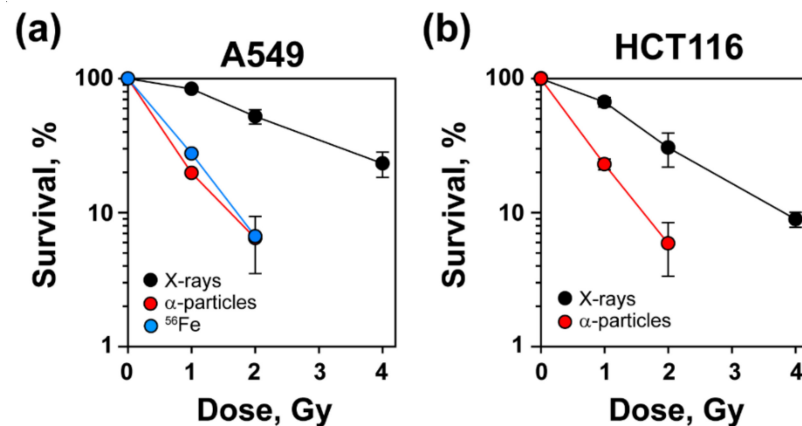 (a)
A549
Survival, %
100
10
1
X-rays
α-particles
⁵⁶Fe
0 1 2 3 4
Dose, Gy
(b)
HCT116
Survival, %
100
10
1
X-rays
α-particles
0 1 2 3 4
Dose, Gy